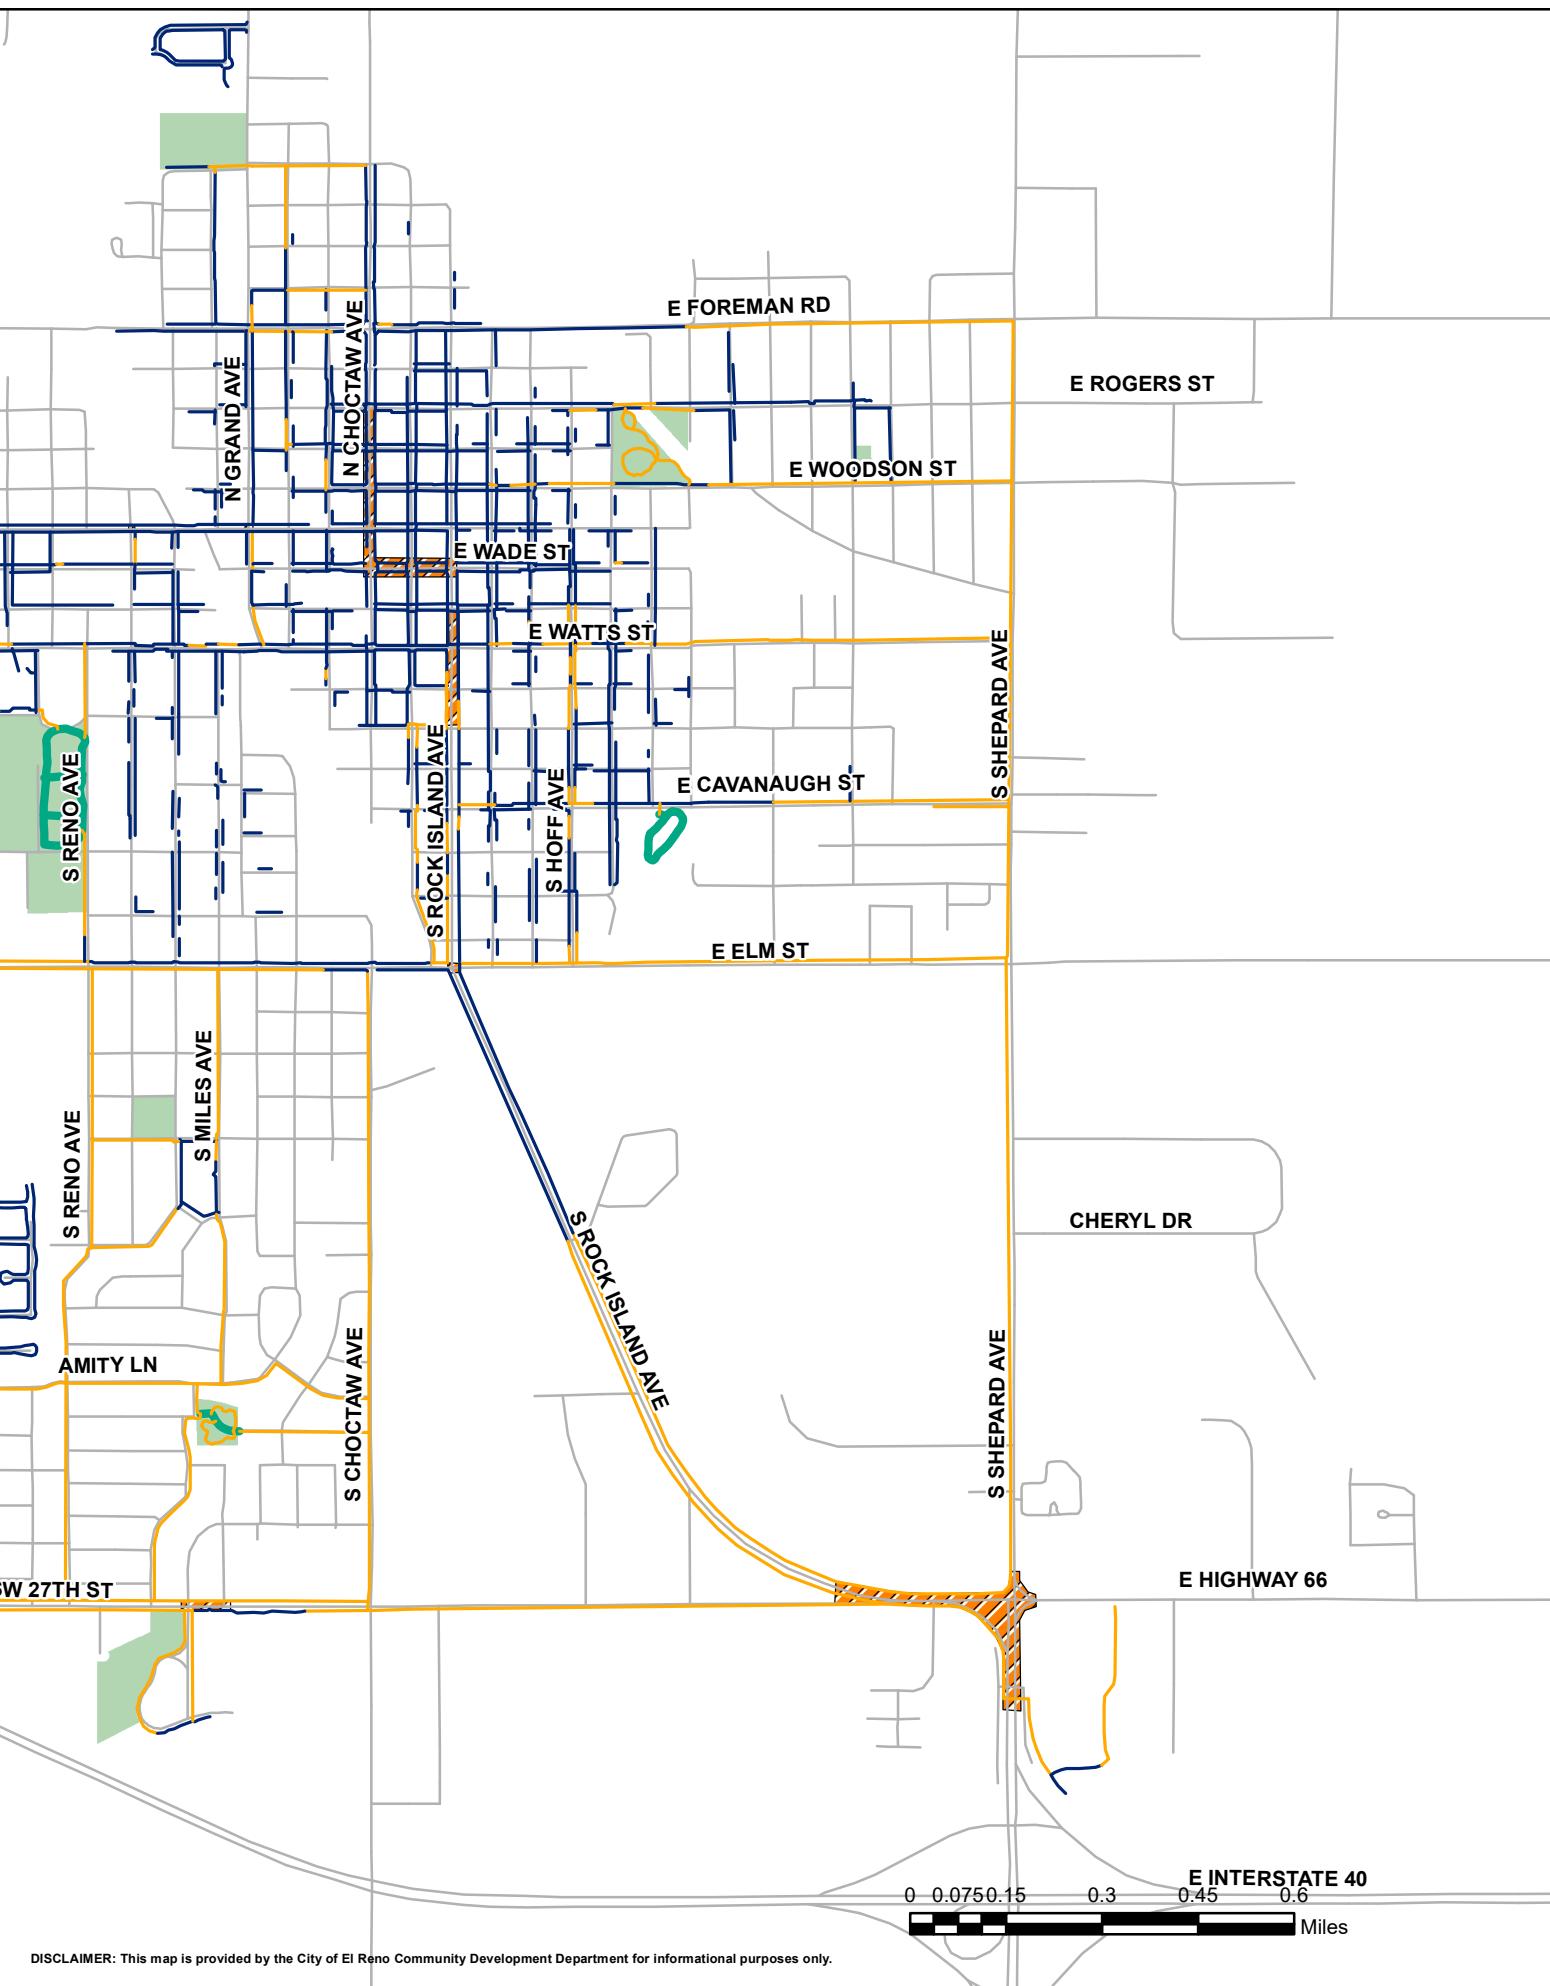 E FOREMAN RD
E ROGERS ST
N GRAND AVE
N CHOCTAW AVE
E WOODSON ST
E WADE ST
E WATTS ST
S SHEPARD AVE
S RENO AVE
S ROCK ISLAND AVE
S HOFF AVE
E CAVANAUGH ST
E ELM ST
S MILES AVE
S RENO AVE
CHERYL DR
S ROCK ISLAND AVE
AMITY LN
S CHOCTAW AVE
S SHEPARD AVE
SW 27TH ST
E HIGHWAY 66
E INTERSTATE 40
0 0.075 0.15 0.3 0.45 0.6
Miles
DISCLAIMER: This map is provided by the City of El Reno Community Development Department for informational purposes only.